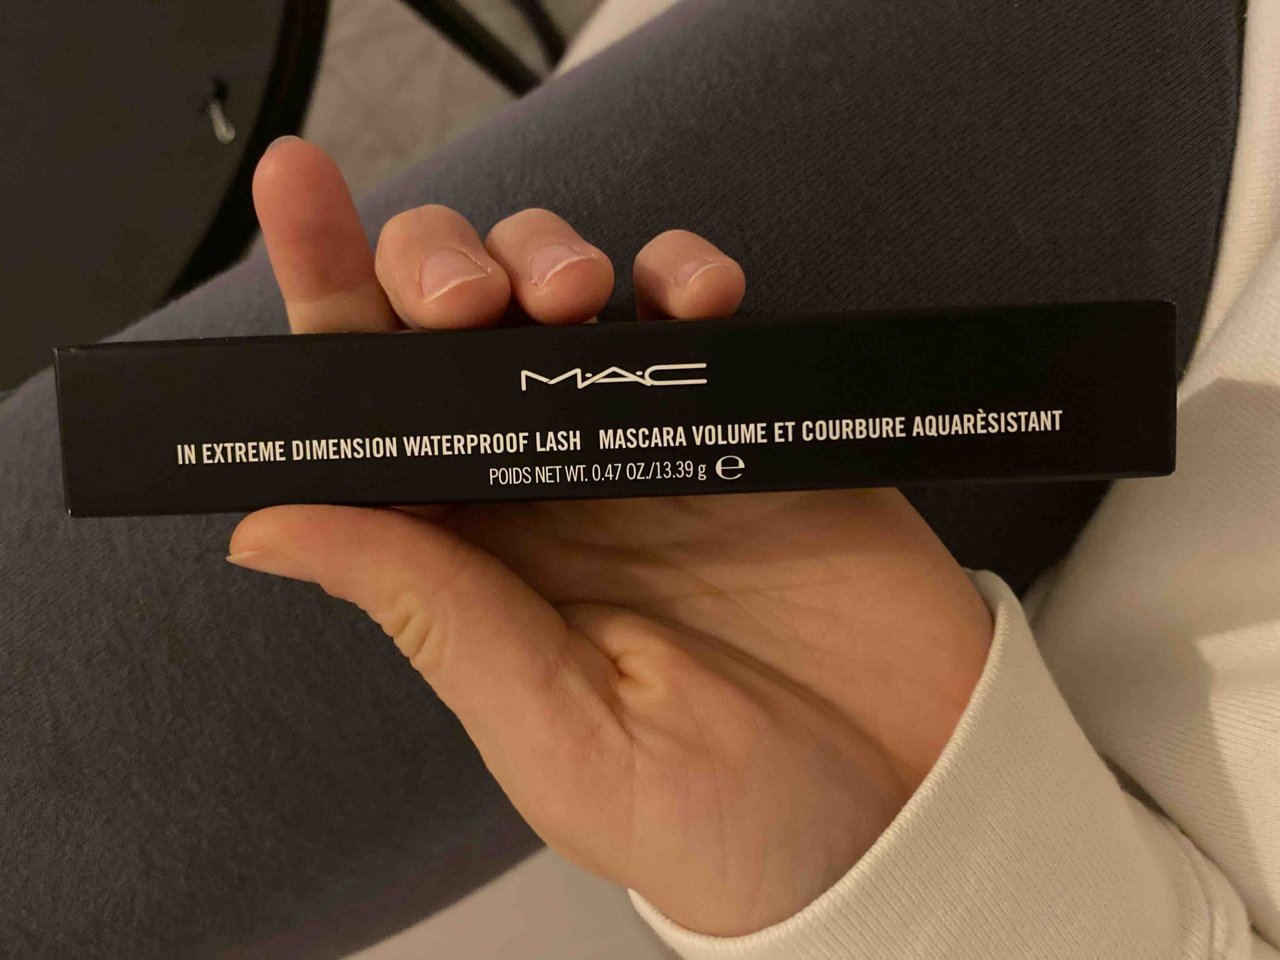 M·A·C
IN EXTREME DIMENSION WATERPROOF LASH MASCARA VOLUME ET COURBURE AQUARÈSISTANT
POIDS NET WT. 0.47 OZ./13.39 g ℮